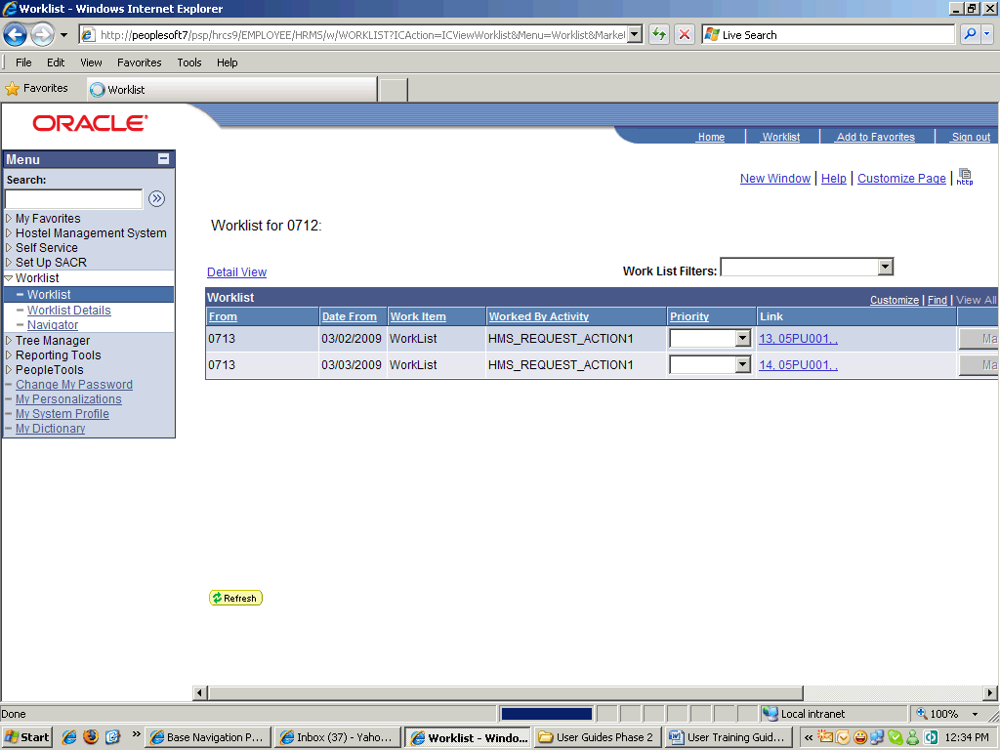 Worklist - Windows Internet Explorer
http://peoplesoft7/psp/hrcs9/EMPLOYEE/HRMS/w/WORKLIST?ICAction=ICViewWorklist&Menu=Worklist&Market
Live Search
File Edit View Favorites Tools Help
Favorites Worklist
ORACLE®
Home Worklist Add to Favorites Sign out
Menu
New Window | Help | Customize Page | http
Search:
My Favorites
Hostel Management System
Self Service
Set Up SACR
Worklist
Worklist
Worklist Details
Navigator
Tree Manager
Reporting Tools
PeopleTools
Change My Password
My Personalizations
My System Profile
My Dictionary
Worklist for 0712:
Detail View Work List Filters:
Worklist Customize | Find | View All
From Date From Work Item Worked By Activity Priority Link
0713 03/02/2009 WorkList HMS_REQUEST_ACTION1 13, 05PU001, , Ma
0713 03/03/2009 WorkList HMS_REQUEST_ACTION1 14, 05PU001, , Ma
Refresh
Done Local intranet 100%
Start » Base Navigation P... Inbox (37) - Yaho... Worklist - Windo... User Guides Phase 2 User Training Guid... « 12:34 PM